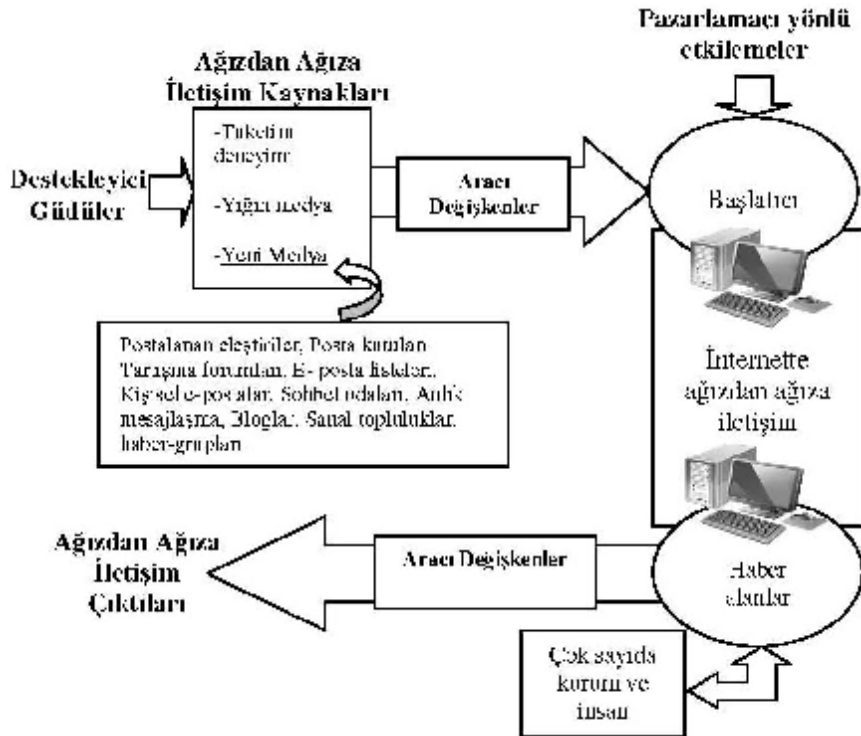 Pazarlamacı yönlü
etkilemeler
Ağızdan Ağıza
İletişim Kaynakları
-Tüketim
deneyimi
-Yığın medya
-Yeni Medya
Destekleyici
Güdüler
Aracı
Değişkenler
Başlatıcı
Postalanan eleştiriler, Posta kutuları
Tartışma forumları, E- posta listeleri,
Kişisel e-postalar, Sohbet odaları, Anlık
mesajlaşma, Bloglar, Sanal topluluklar,
haber-grupları
İnternette
ağızıdan ağıza
iletişim
Ağızdan Ağıza
İletişim
Çıktıları
Aracı Değişkenler
Haber
alanlar
Çok sayıda
kurum ve
insan